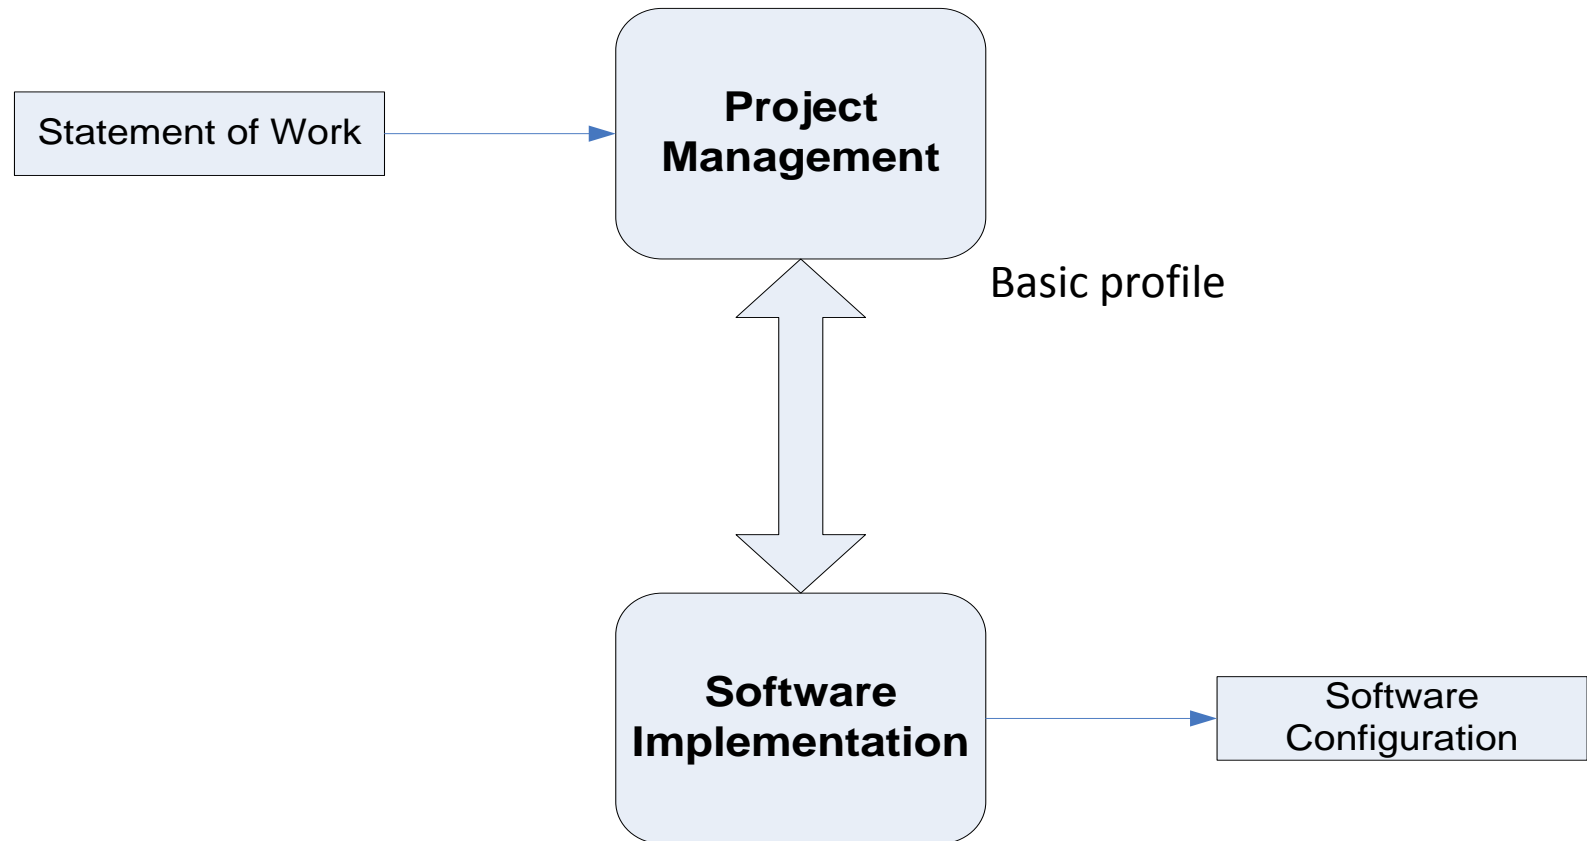 Project
Management
Statement of Work
Basic profile
Software
Implementation
Software
Configuration